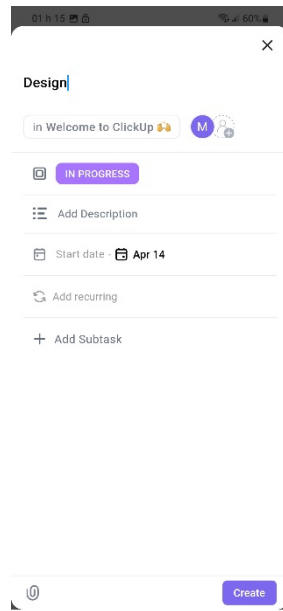 01 h 15 60%
Design
in Welcome to ClickUp 🙌 M
IN PROGRESS
Add Description
Start date - Apr 14
Add recurring
+ Add Subtask
Create